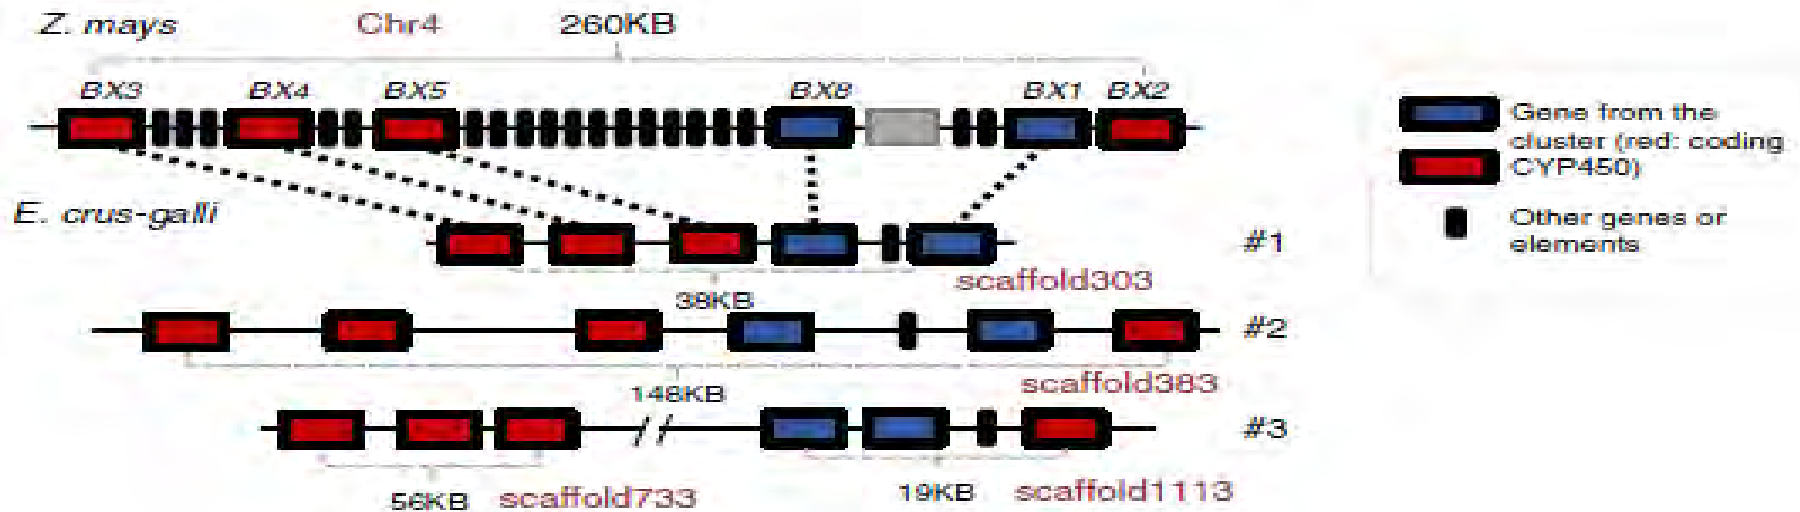 Z. mays Chr4 260KB
BX3 BX4 BX5 BX8 BX1 BX2
Gene from the
cluster (red: coding
CYP450)
Other genes or
elements
E. crus-galli
#1
scaffold303
38KB
#2
scaffold383
148KB
#3
56KB scaffold733 19KB scaffold1113